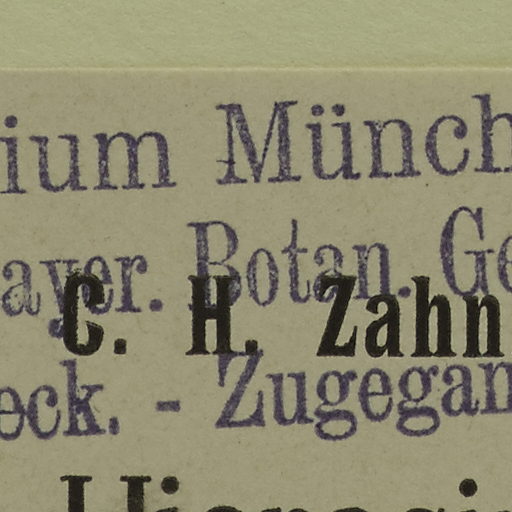 ium Münch
ayer. Botan. Ge
C. H. Zahn
eck. - Zugegan